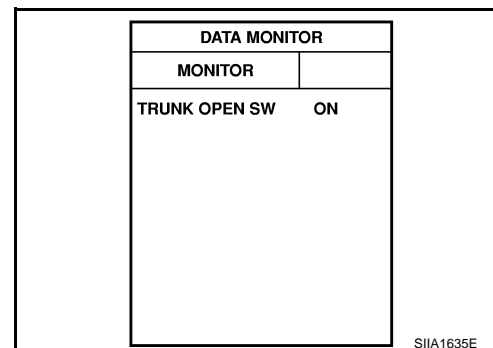 DATA MONITOR
MONITOR
TRUNK OPEN SW ON
SIIA1635E